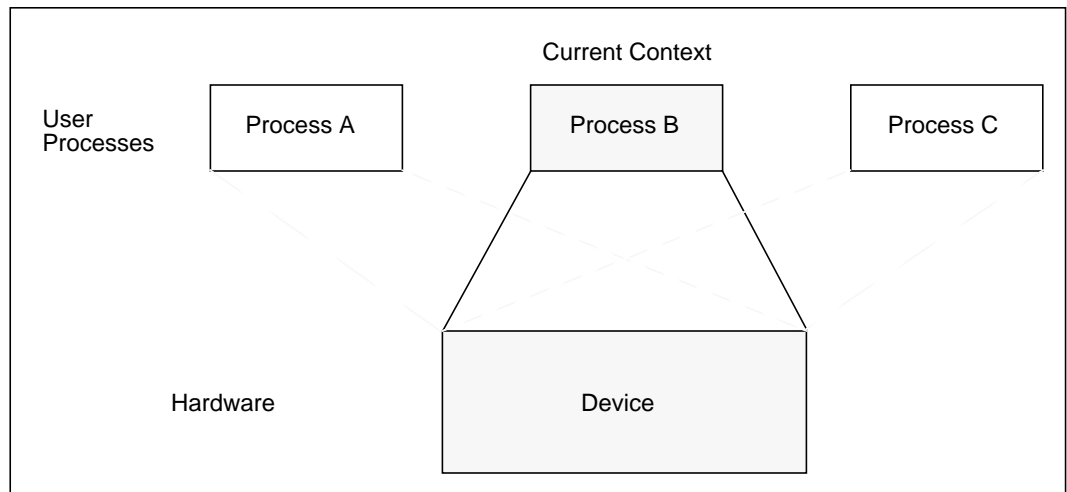 Current Context
User
Processes
Process A
Process B
Process C
Hardware
Device